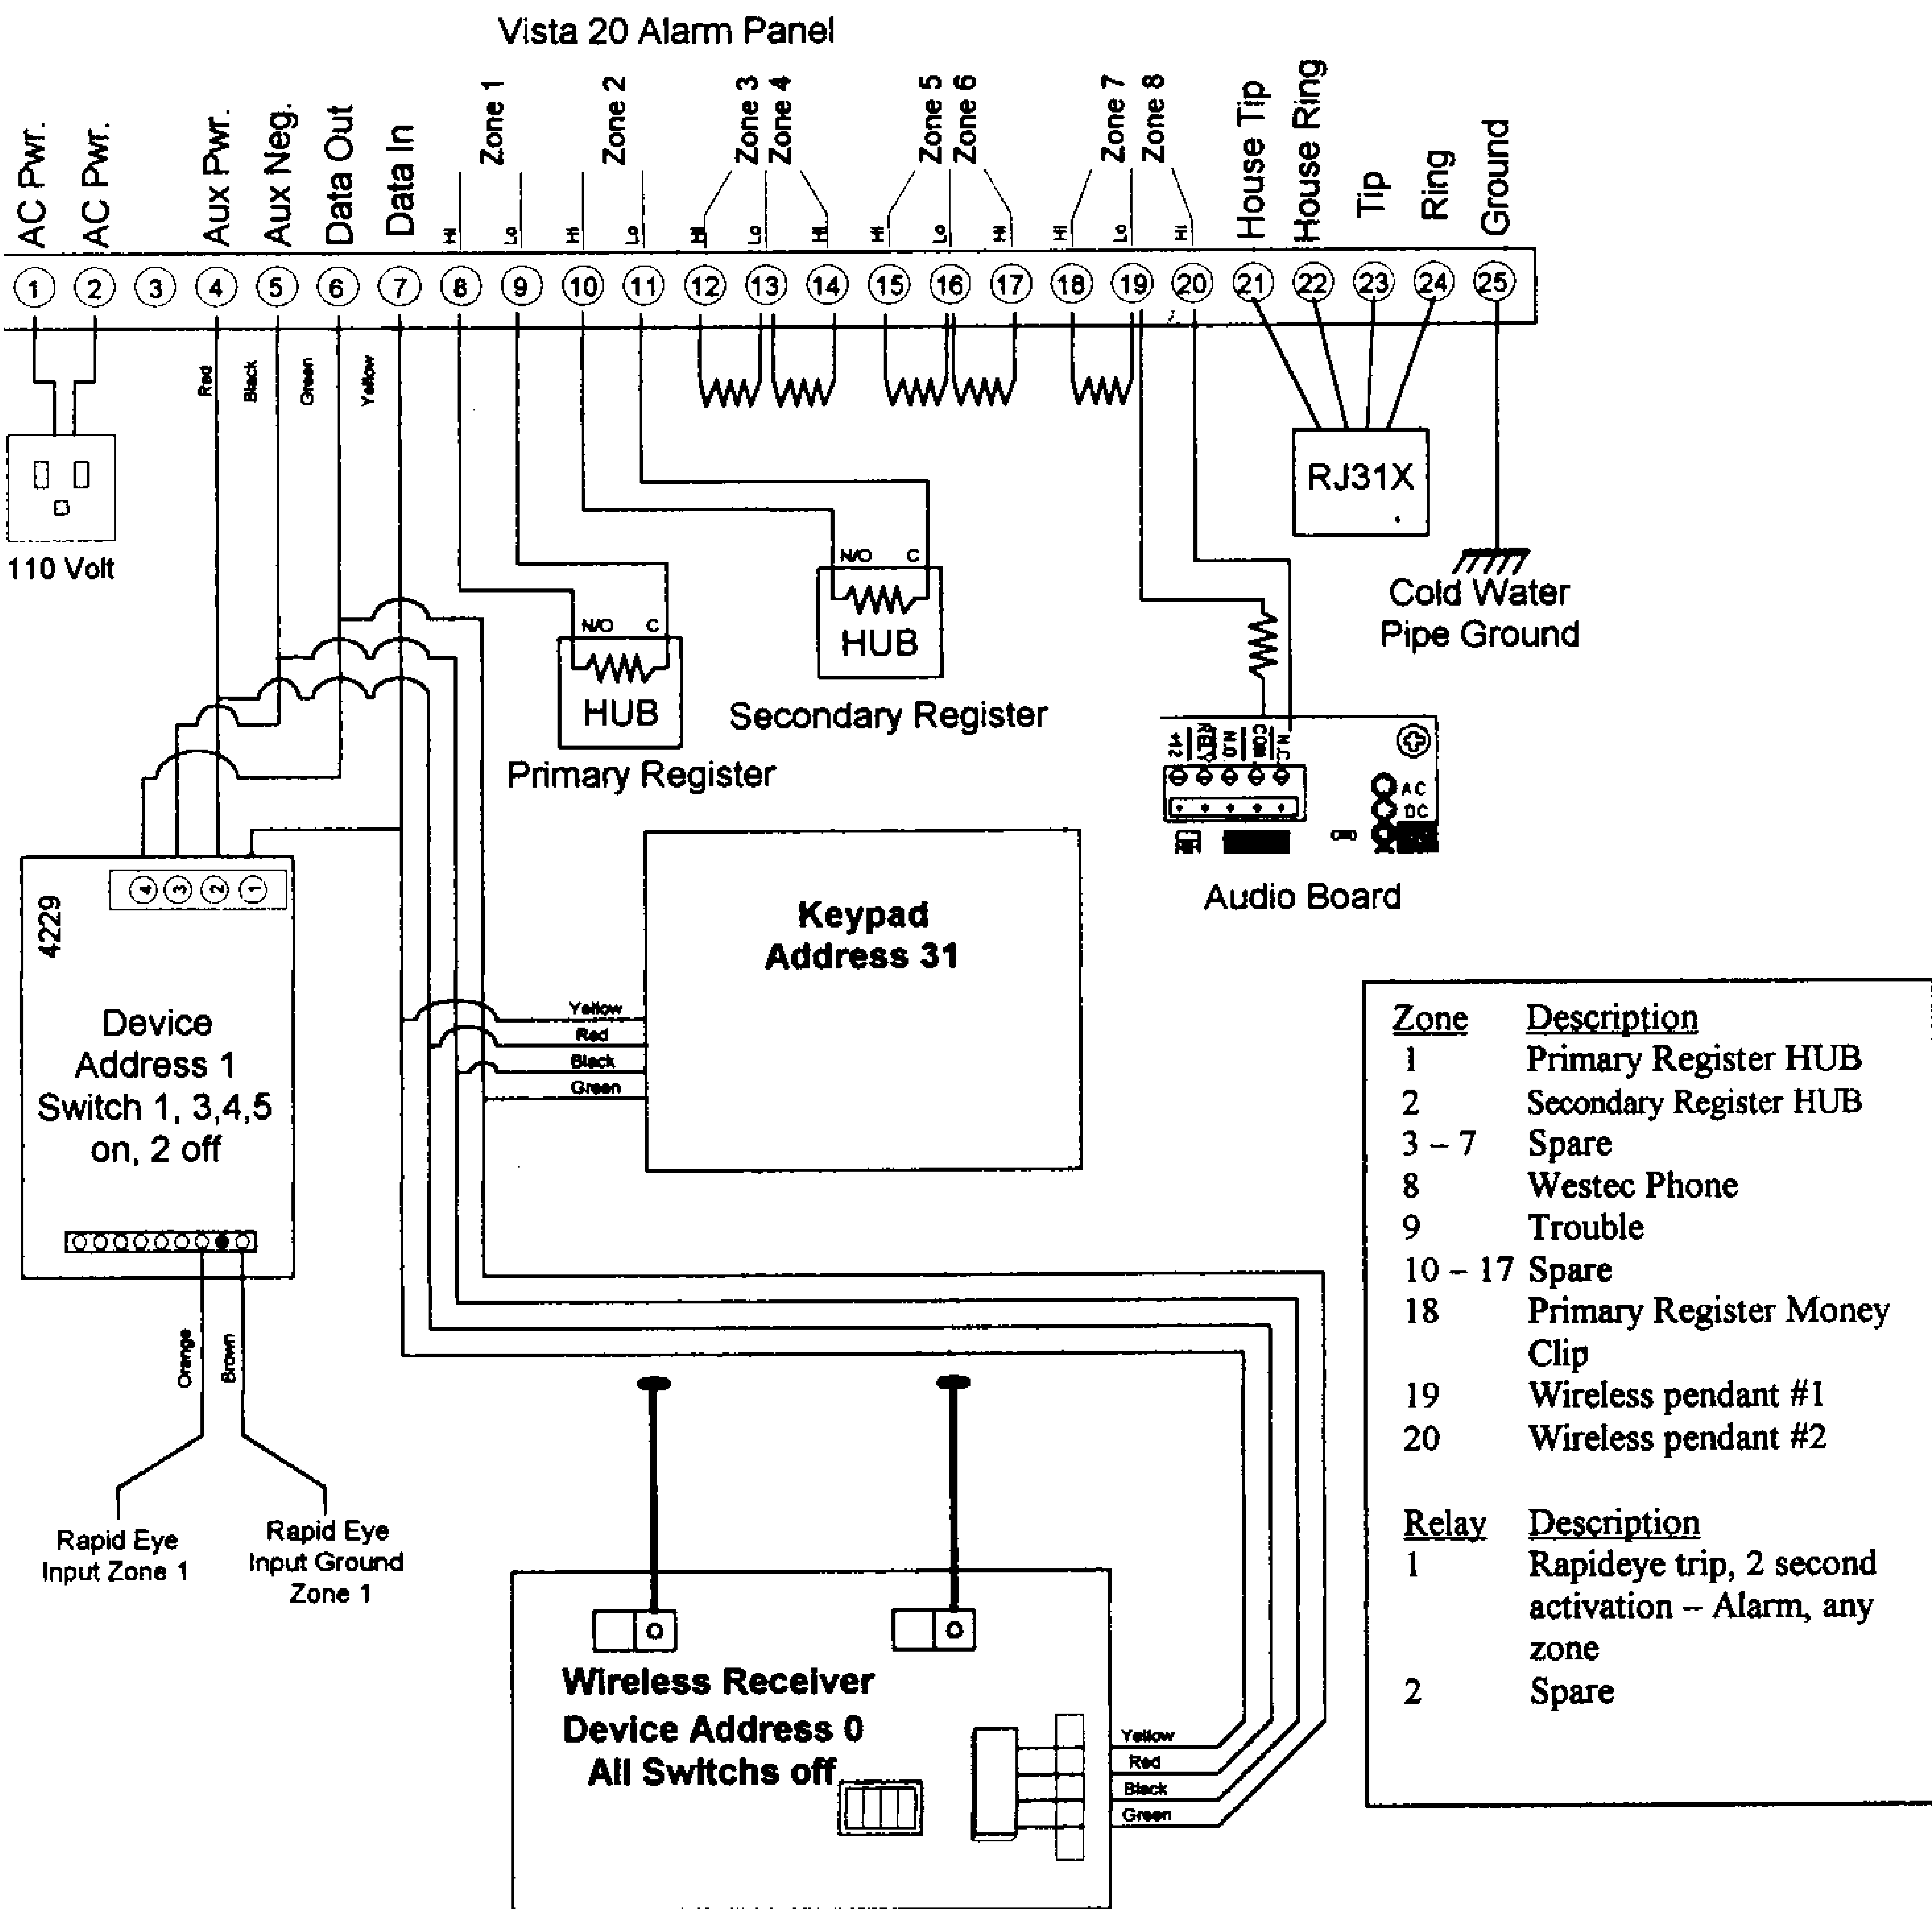 Vista 20 Alarm Panel
AC Pwr.
AC Pwr.
Aux Pwr.
Aux Neg.
Data Out
Data In
Zone 1
Zone 2
Zone 3
Zone 4
Zone 5
Zone 6
Zone 7
Zone 8
House Tip
House Ring
Tip
Ring
Ground
Hi Lo Hi Lo Hi Lo Hi Hi Lo Hi Hi Lo Hi
1 2 3 4 5 6 7 8 9 10 11 12 13 14 15 16 17 18 19 20 21 22 23 24 25
Red
Black
Green
Yellow
110 Volt
RJ31X
Cold Water
Pipe Ground
N/O C
HUB
Secondary Register
N/O C
HUB
Primary Register
+12
RELY
N.O.
COM
N.C.
AC
DC
Audio Board
4 3 2 1
4229
Device
Address 1
Switch 1, 3,4,5
on, 2 off
Orange
Brown
Rapid Eye
Input Zone 1
Rapid Eye
Input Ground
Zone 1
Keypad
Address 31
Yellow
Red
Black
Green
Wireless Receiver
Device Address 0
All Switchs off
Yellow
Red
Black
Green
Zone Description
1 Primary Register HUB
2 Secondary Register HUB
3 – 7 Spare
8 Westec Phone
9 Trouble
10 – 17 Spare
18 Primary Register Money
Clip
19 Wireless pendant #1
20 Wireless pendant #2
Relay Description
1 Rapideye trip, 2 second
activation – Alarm, any
zone
2 Spare